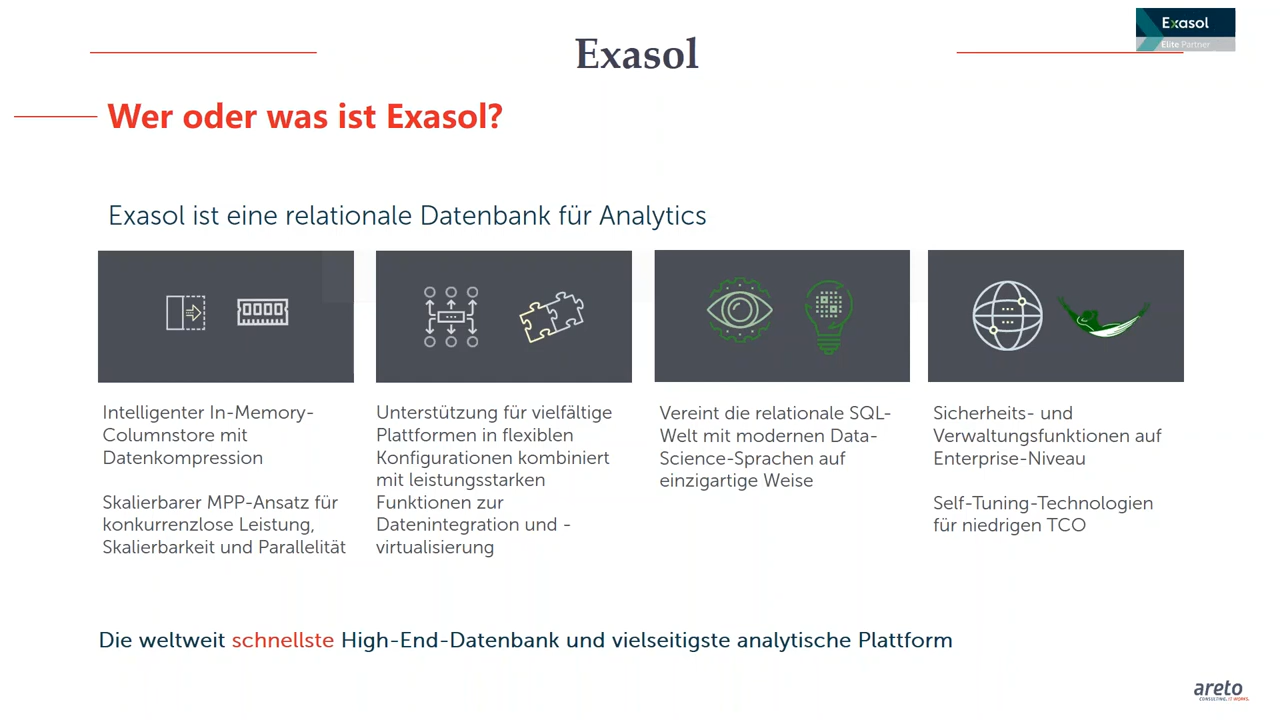 Exasol
Elite Partner
Exasol
Wer oder was ist Exasol?
Exasol ist eine relationale Datenbank für Analytics
Intelligenter In-Memory-
Columnstore mit
Datenkompression
Skalierbarer MPP-Ansatz für
konkurrenzlose Leistung,
Skalierbarkeit und Parallelität
Unterstützung für vielfältige
Plattformen in flexiblen
Konfigurationen kombiniert
mit leistungsstarken
Funktionen zur
Datenintegration und -
virtualisierung
Vereint die relationale SQL-
Welt mit modernen Data-
Science-Sprachen auf
einzigartige Weise
Sicherheits- und
Verwaltungsfunktionen auf
Enterprise-Niveau
Self-Tuning-Technologien
für niedrigen TCO
Die weltweit schnellste High-End-Datenbank und vielseitigste analytische Plattform
areto
CONSULTING. IT WORKS.